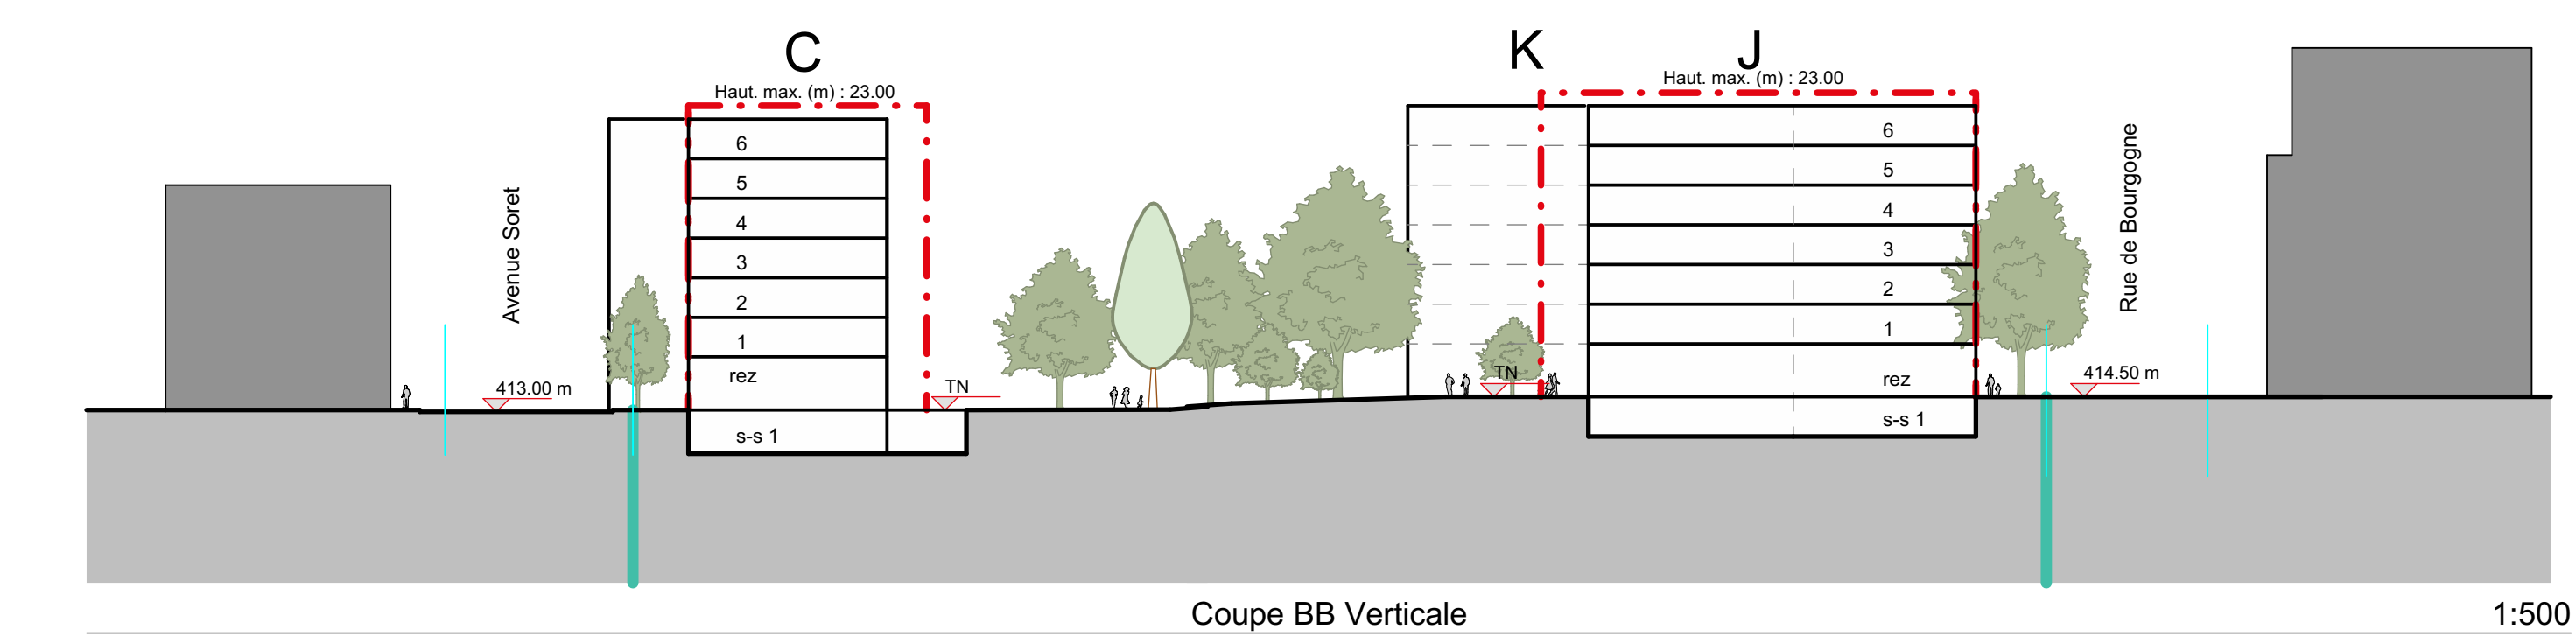 C
K
J
Haut. max. (m) : 23.00
Haut. max. (m) : 23.00
6
5
4
3
2
1
rez
s-s 1
6
5
4
3
2
1
rez
s-s 1
Avenue Soret
Rue de Bourgogne
413.00 m
TN
TN
414.50 m
Coupe BB Verticale
1:500